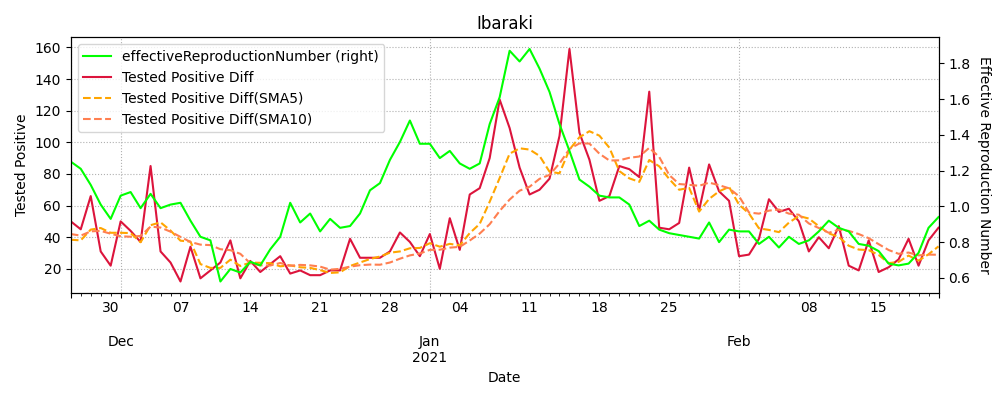 Ibaraki
effectiveReproductionNumber (right)
Tested Positive Diff
Tested Positive Diff(SMA5)
Tested Positive Diff(SMA10)
Tested Positive
160
140
120
100
80
60
40
20
1.8
1.6
1.4
1.2
1.0
0.8
0.6
Effective Reproduction Number
30 07 14 21 28 04 11 18 25 08 15
Dec Jan Feb
2021
Date